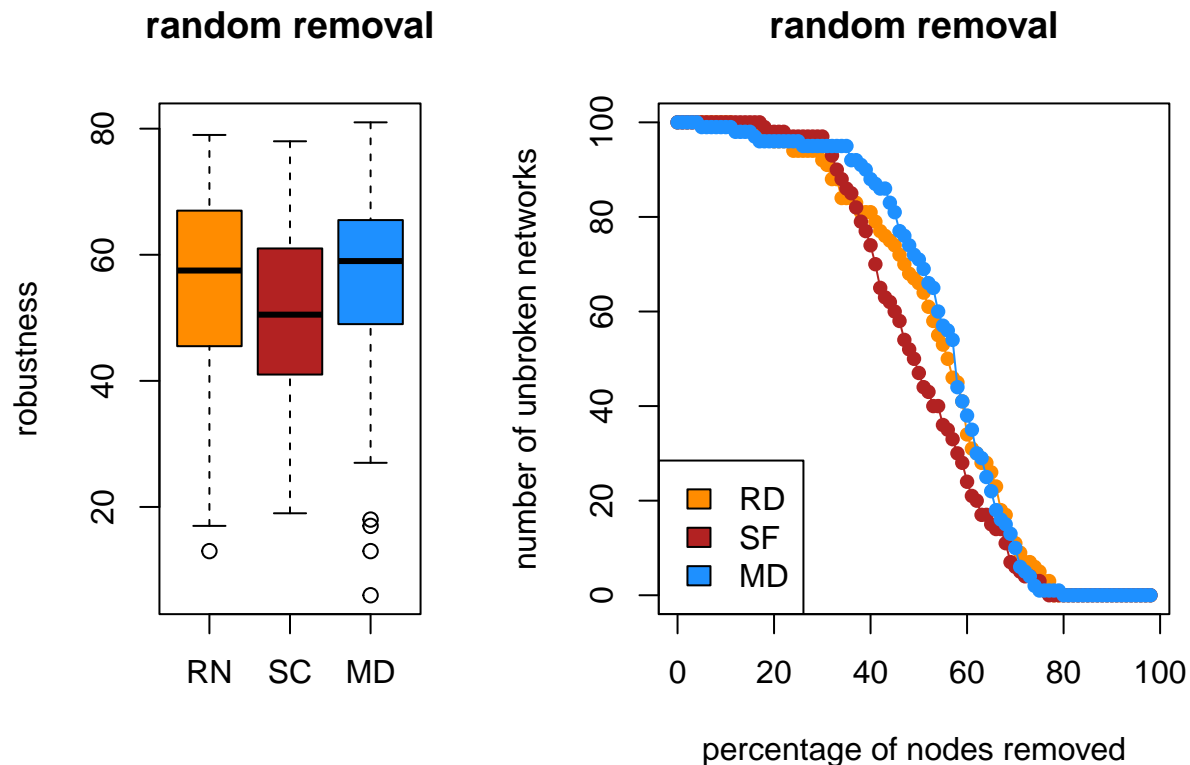 random removal
robustness
20
40
60
80
RN SC MD
random removal
number of unbroken networks
0
20
40
60
80
100
RD
SF
MD
0 20 40 60 80 100
percentage of nodes removed